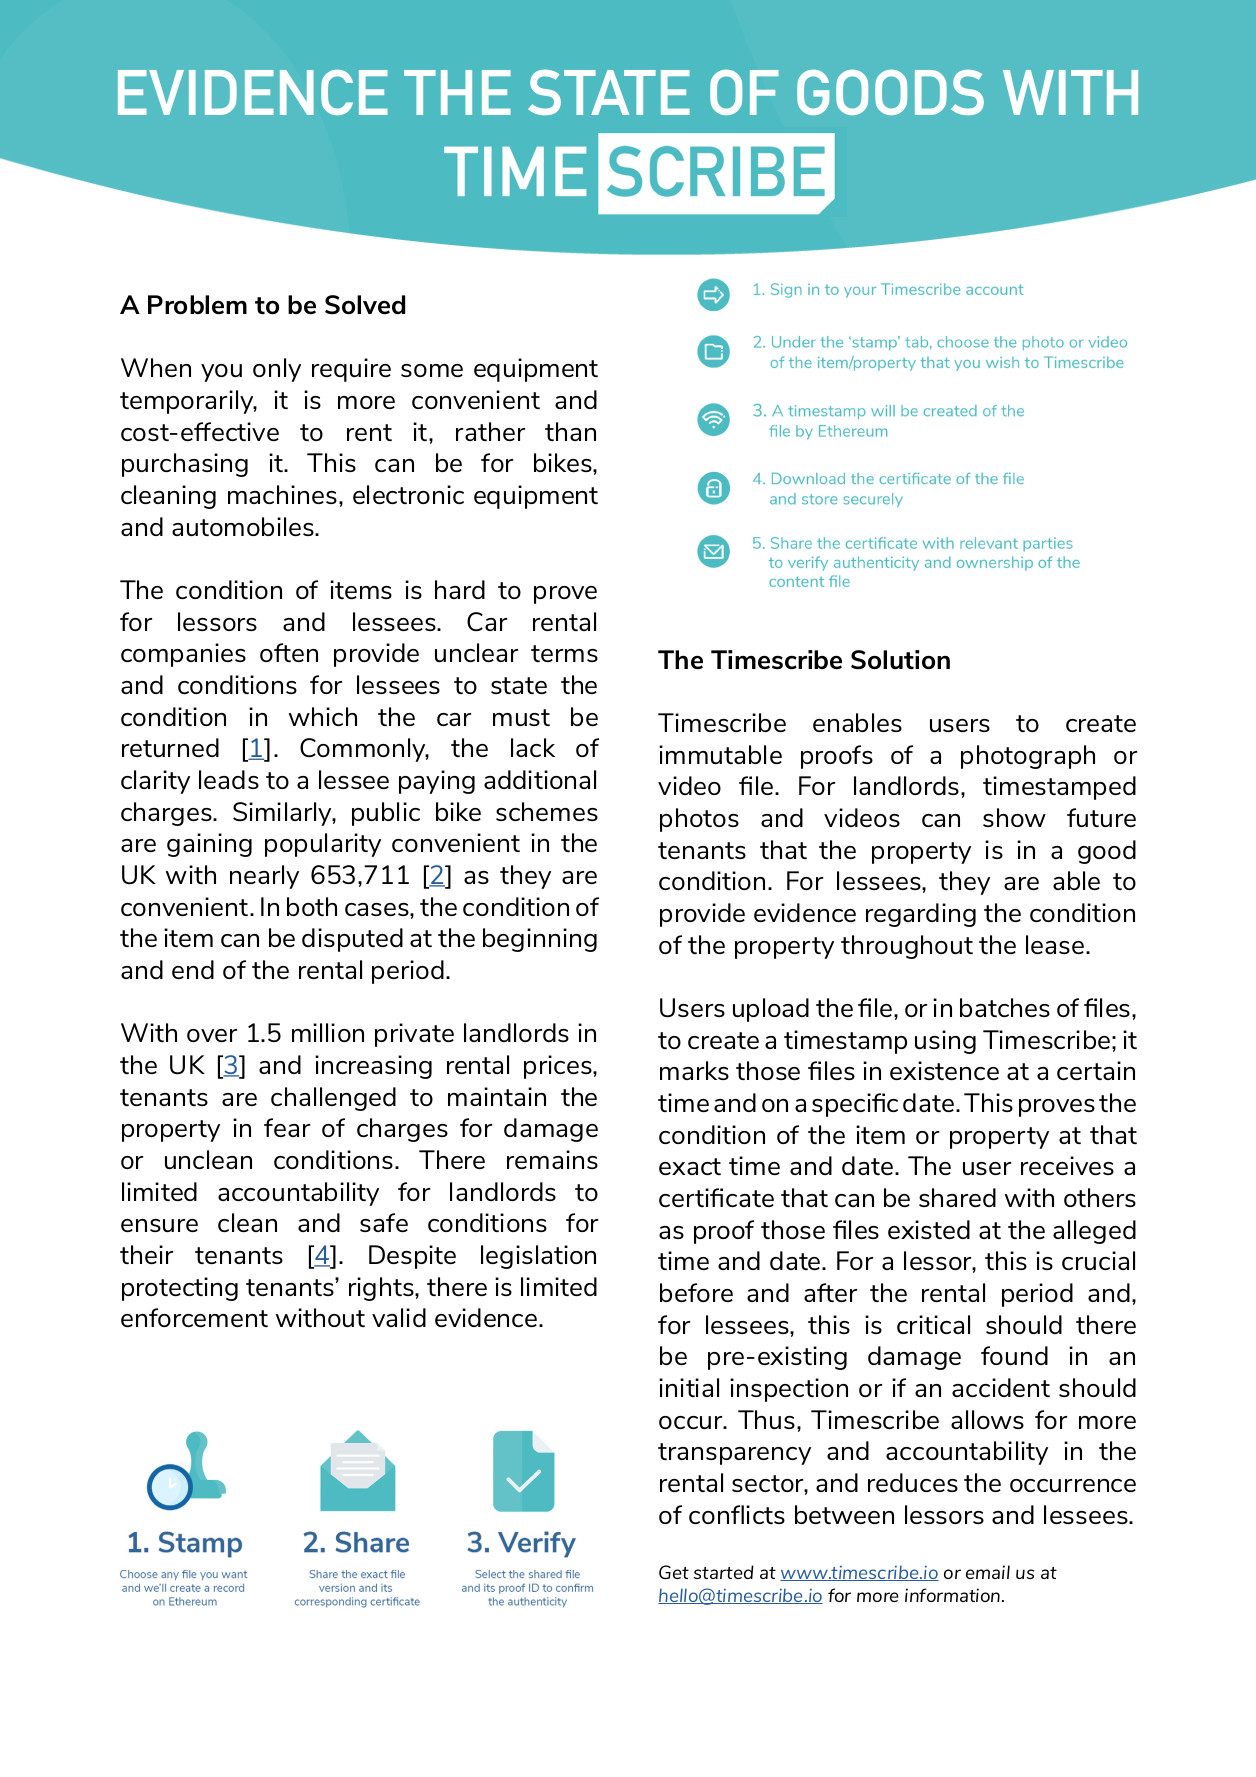 EVIDENCE THE STATE OF GOODS WITH
TIME SCRIBE
A Problem to be Solved
When you only require some equipment
temporarily, it is more convenient and
cost-effective to rent it, rather than
purchasing it. This can be for bikes,
cleaning machines, electronic equipment
and automobiles.
The condition of items is hard to prove
for lessors and lessees. Car rental
companies often provide unclear terms
and conditions for lessees to state the
condition in which the car must be
returned [1]. Commonly, the lack of
clarity leads to a lessee paying additional
charges. Similarly, public bike schemes
are gaining popularity convenient in the
UK with nearly 653,711 [2] as they are
convenient. In both cases, the condition of
the item can be disputed at the beginning
and end of the rental period.
With over 1.5 million private landlords in
the UK [3] and increasing rental prices,
tenants are challenged to maintain the
property in fear of charges for damage
or unclean conditions. There remains
limited accountability for landlords to
ensure clean and safe conditions for
their tenants [4]. Despite legislation
protecting tenants’ rights, there is limited
enforcement without valid evidence.
1. Stamp
Choose any file you want
and we’ll create a record
on Ethereum
2. Share
Share the exact file
version and its
corresponding certificate
3. Verify
Select the shared file
and its proof ID to confirm
the authenticity
1. Sign in to your Timescribe account
2. Under the ‘stamp’ tab, choose the photo or video
of the item/property that you wish to Timescribe
3. A timestamp will be created of the
file by Ethereum
4. Download the certificate of the file
and store securely
5. Share the certificate with relevant parties
to verify authenticity and ownership of the
content file
The Timescribe Solution
Timescribe enables users to create
immutable proofs of a photograph or
video file. For landlords, timestamped
photos and videos can show future
tenants that the property is in a good
condition. For lessees, they are able to
provide evidence regarding the condition
of the property throughout the lease.
Users upload the file, or in batches of files,
to create a timestamp using Timescribe; it
marks those files in existence at a certain
time and on a specific date. This proves the
condition of the item or property at that
exact time and date. The user receives a
certificate that can be shared with others
as proof those files existed at the alleged
time and date. For a lessor, this is crucial
before and after the rental period and,
for lessees, this is critical should there
be pre-existing damage found in an
initial inspection or if an accident should
occur. Thus, Timescribe allows for more
transparency and accountability in the
rental sector, and reduces the occurrence
of conflicts between lessors and lessees.
Get started at www.timescribe.io or email us at
hello@timescribe.io for more information.